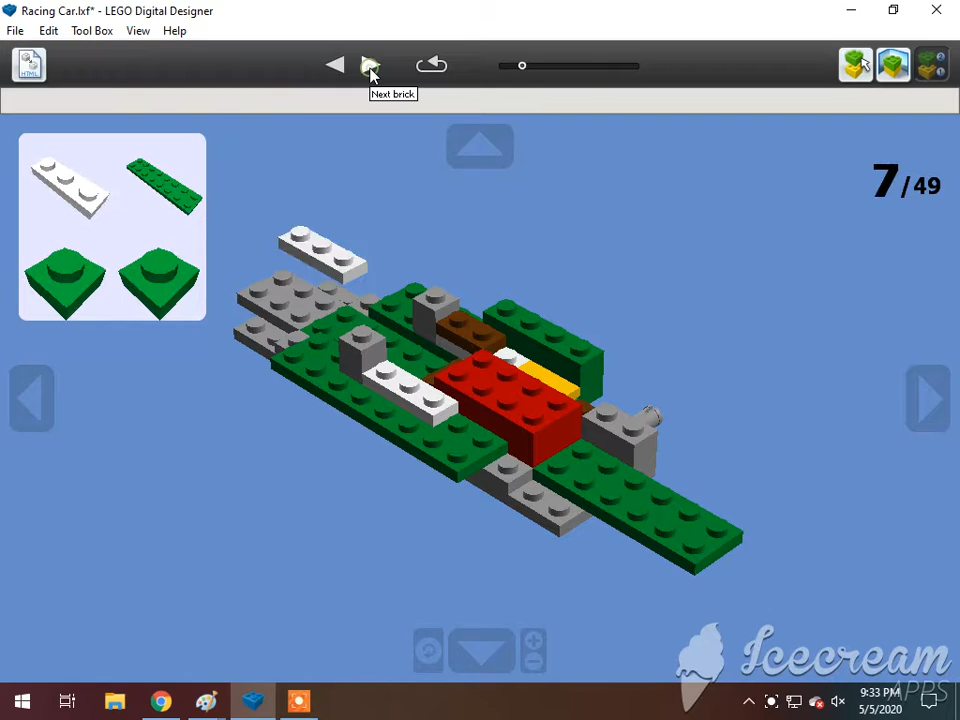 Racing Car.lxf* - LEGO Digital Designer
File Edit Tool Box View Help
HTML
Next brick.
7/49
Icecream
APPS
9:33 PM
5/5/2020